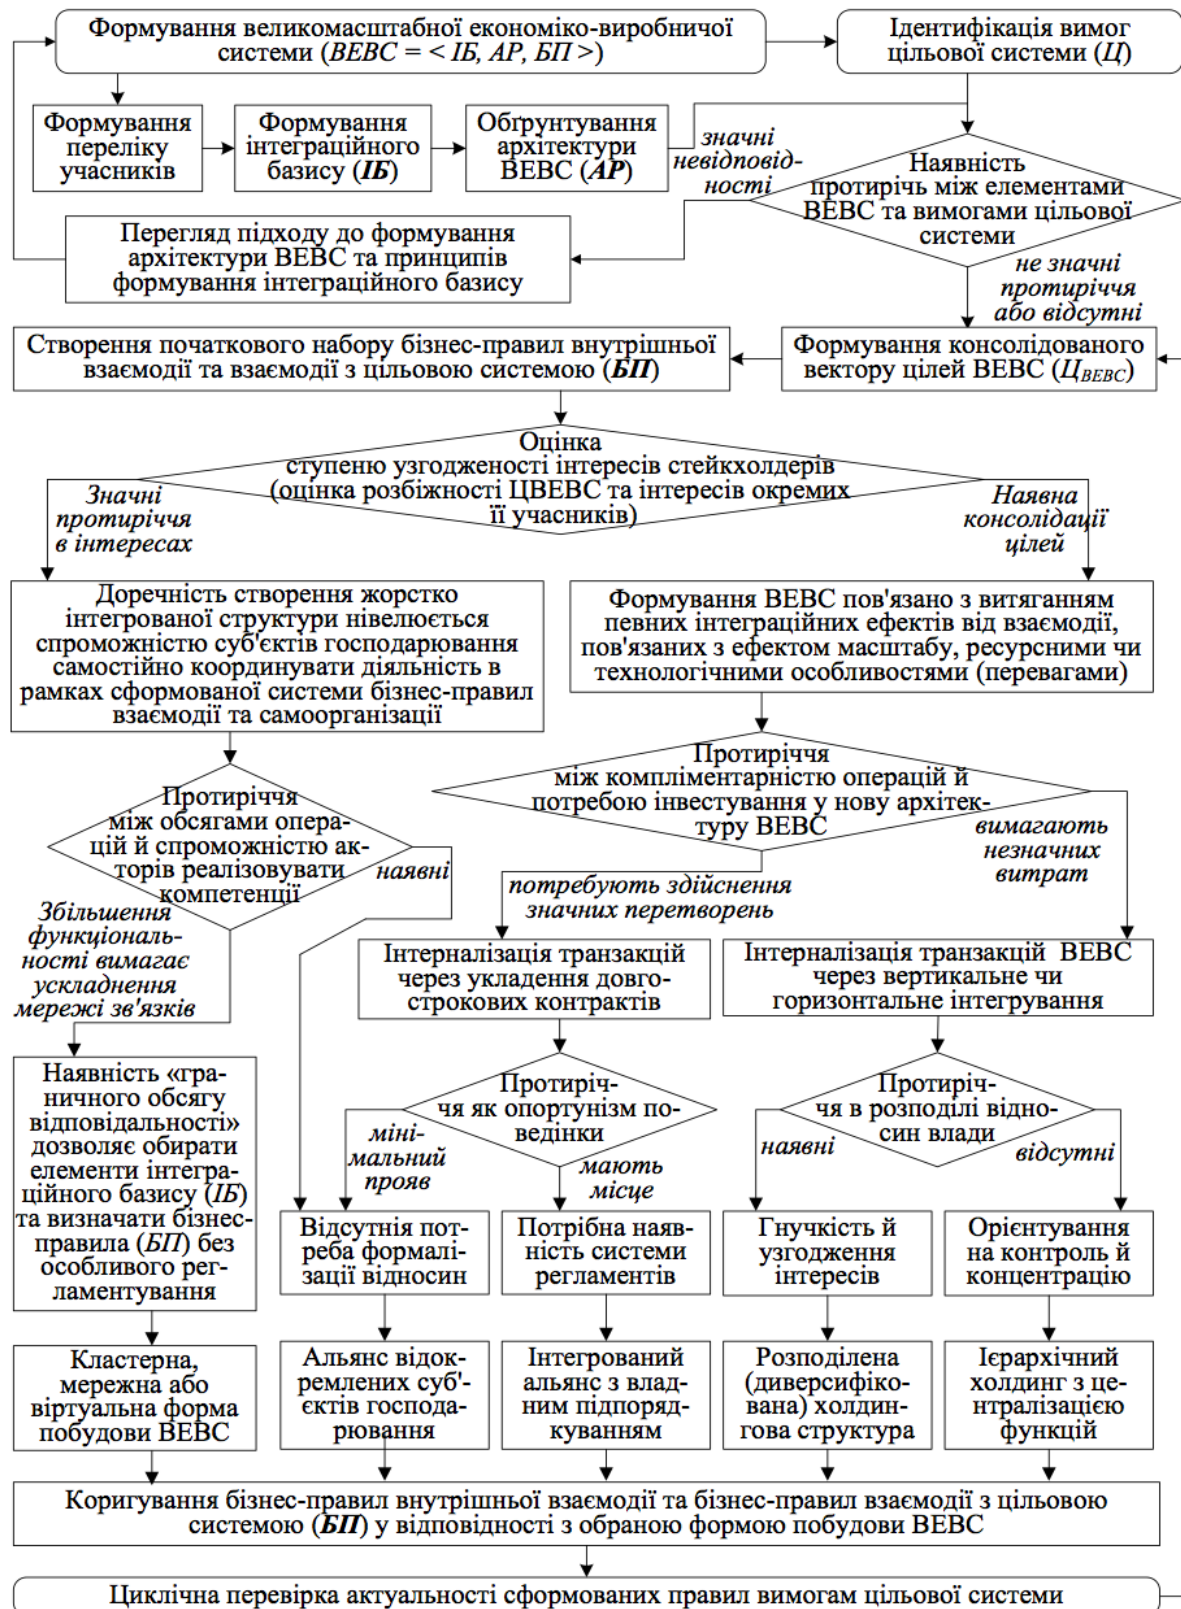 Формування великомасштабної економіко-виробничої
системи (ВЕВС = < ІБ, АР, БП >)
Ідентифікація вимог
цільової системи (Ц)
Формування
переліку
учасників
Формування
інтеграційного
базису (ІБ)
Обґрунтування
архітектури
ВЕВС (АР)
значні
невідповід-
ності
Наявність
протирічь між елементами
ВЕВС та вимогами цільової
системи
Перегляд підходу до формування
архітектури ВЕВС та принципів
формування інтеграційного базису
не значні
протиріччя
або відсутні
Створення початкового набору бізнес-правил внутрішньої
взаємодії та взаємодії з цільовою системою (БП)
Формування консолідованого
вектору цілей ВЕВС (Ц_ВЕВС)
Оцінка
ступеню узгодженості інтересів стейкхолдерів
(оцінка розбіжності ЦВЕВС та інтересів окремих
її учасників)
Значні
протиріччя
в інтересах
Наявна
консолідації
цілей
Доречність створення жорстко
інтегрованої структури нівелюється
спроможністю суб'єктів господарювання
самостійно координувати діяльність в
рамках сформованої системи бізнес-правил
взаємодії та самоорганізації
Формування ВЕВС пов'язано з витяганням
певних інтеграційних ефектів від взаємодії,
пов'язаних з ефектом масштабу, ресурсними чи
технологічними особливостями (перевагами)
Протиріччя
між обсягами опера-
цій й спроможністю ак-
торів реалізовувати
компетенції
Протиріччя
між компліментарністю операцій й
потребою інвестування у нову архітек-
туру ВЕВС
наявні
Збільшення
функціональ-
ності вимагає
ускладнення
мережі зв'язків
потребують здійснення
значних перетворень
вимагають
незначних
витрат
Інтерналізація транзакцій
через укладення довго-
строкових контрактів
Інтерналізація транзакцій ВЕВС
через вертикальне чи
горизонтальне інтегрування
Наявність «гра-
ничного обсягу
відповідальності»
дозволяє обирати
елементи інтегра-
ційного базису (ІБ)
та визначати бізнес-
правила (БП) без
особливого рег-
ламентування
Протиріч-
чя як опортунізм по-
ведінки
Протиріч-
чя в розподілі відно-
син влади
міні-
мальний
прояв
мають
місце
наявні
відсутні
Відсутнія пот-
реба формалі-
зації відносин
Потрібна наяв-
ність системи
регламентів
Гнучкість й
узгодження
інтересів
Орієнтування
на контроль й
концентрацію
Кластерна,
мережна або
віртуальна форма
побудови ВЕВС
Альянс відок-
ремлених суб'-
єктів господа-
рювання
Інтегрований
альянс з влад-
ним підпоряд-
куванням
Розподілена
(диверсифіко-
вана) холдин-
гова структура
Ієрархічний
холдинг з це-
нтралізацією
функцій
Коригування бізнес-правил внутрішньої взаємодії та бізнес-правил взаємодії з цільовою
системою (БП) у відповідності з обраною формою побудови ВЕВС
Циклічна перевірка актуальності сформованих правил вимогам цільової системи